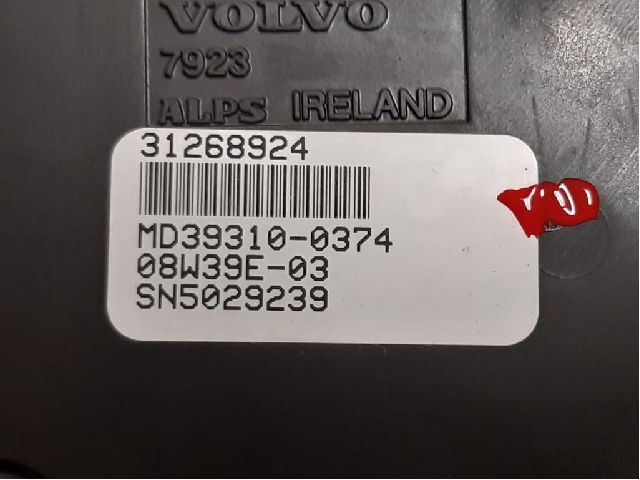 VOLVO
7923
ALPS IRELAND
31268924
MD39310-0374
08W39E-03
SN5029239